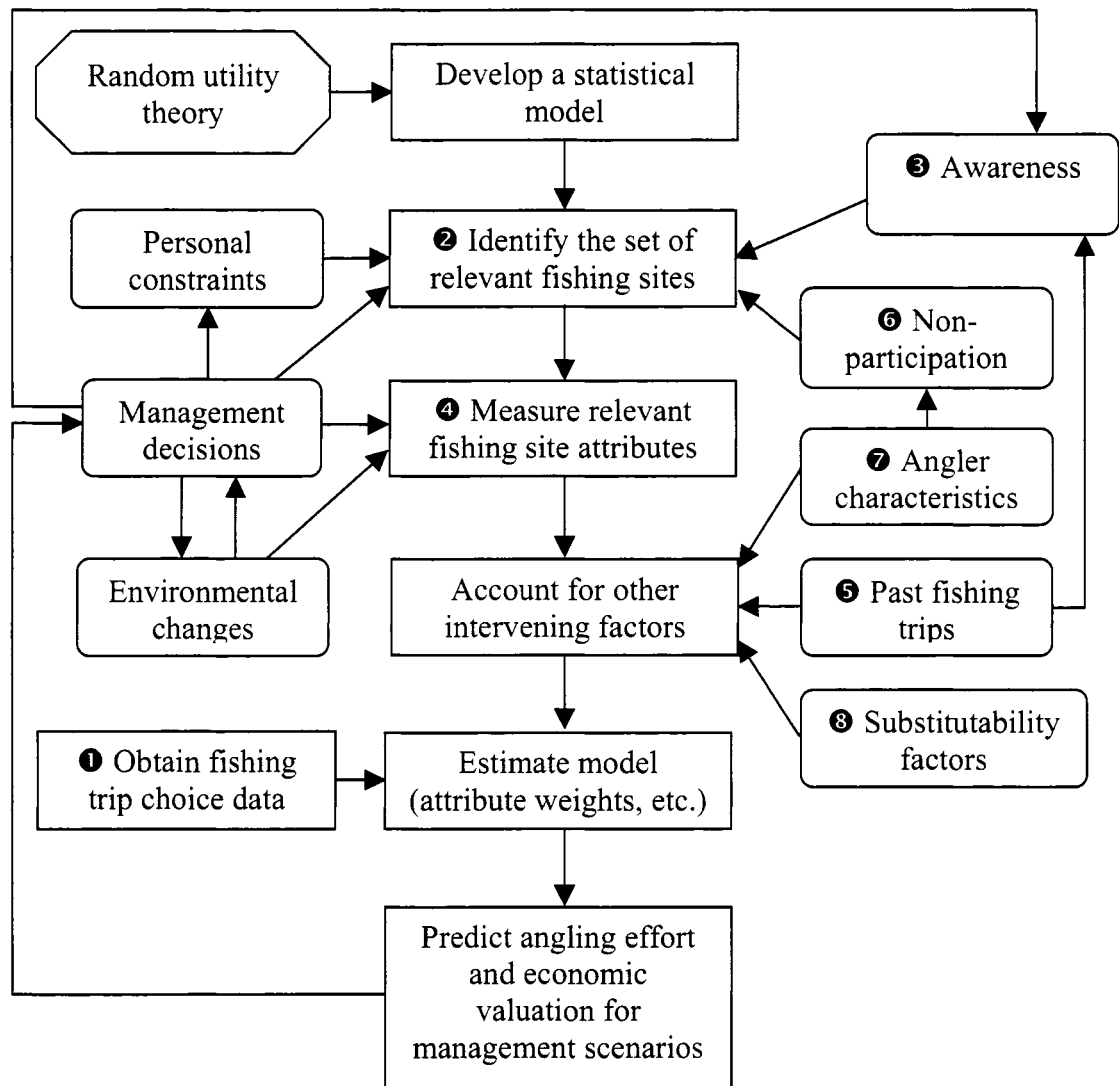 Random utility
theory
Develop a statistical
model
❸ Awareness
Personal
constraints
❷ Identify the set of
relevant fishing sites
❻ Non-
participation
Management
decisions
❹ Measure relevant
fishing site attributes
❼ Angler
characteristics
Environmental
changes
Account for other
intervening factors
❺ Past fishing
trips
❽ Substitutability
factors
❶ Obtain fishing
trip choice data
Estimate model
(attribute weights, etc.)
Predict angling effort
and economic
valuation for
management scenarios